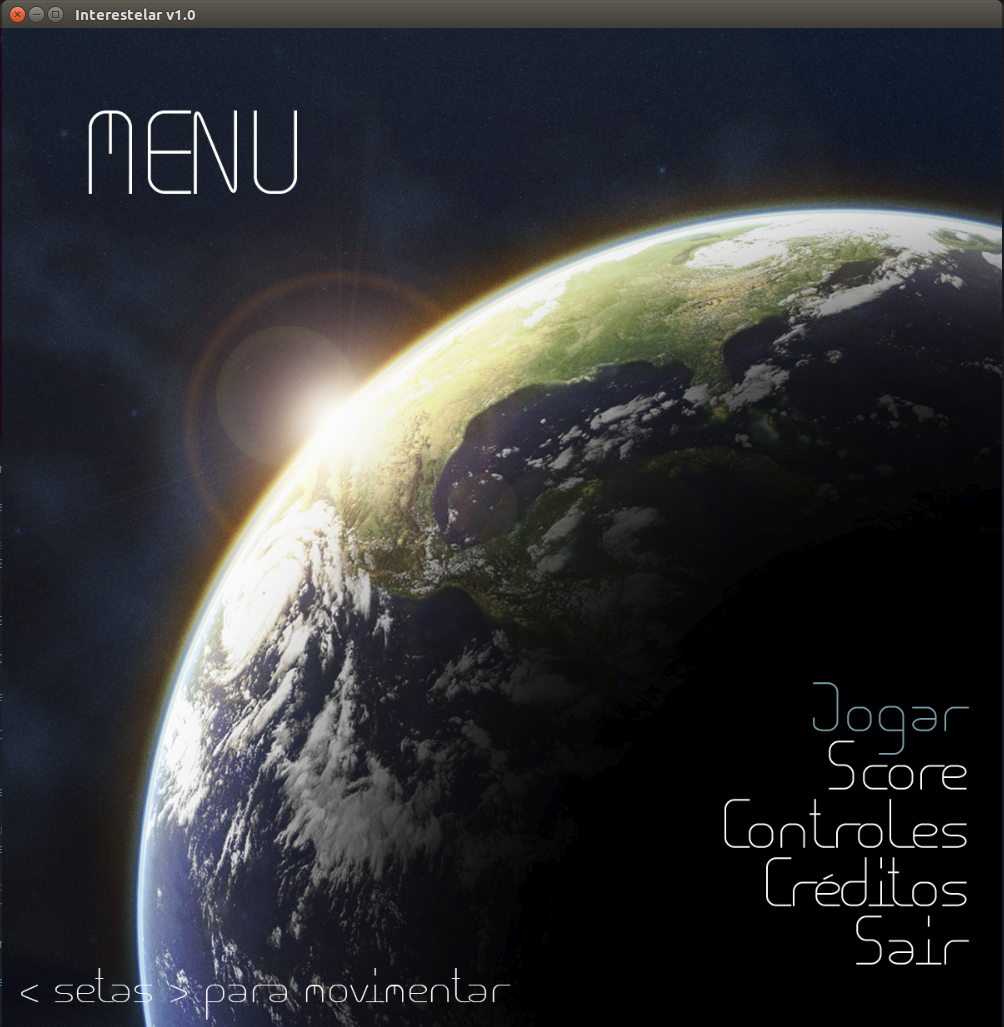 Interestelar v1.0
MENU
Jogar
Score
Controles
Créditos
Sair
< setas > para movimentar